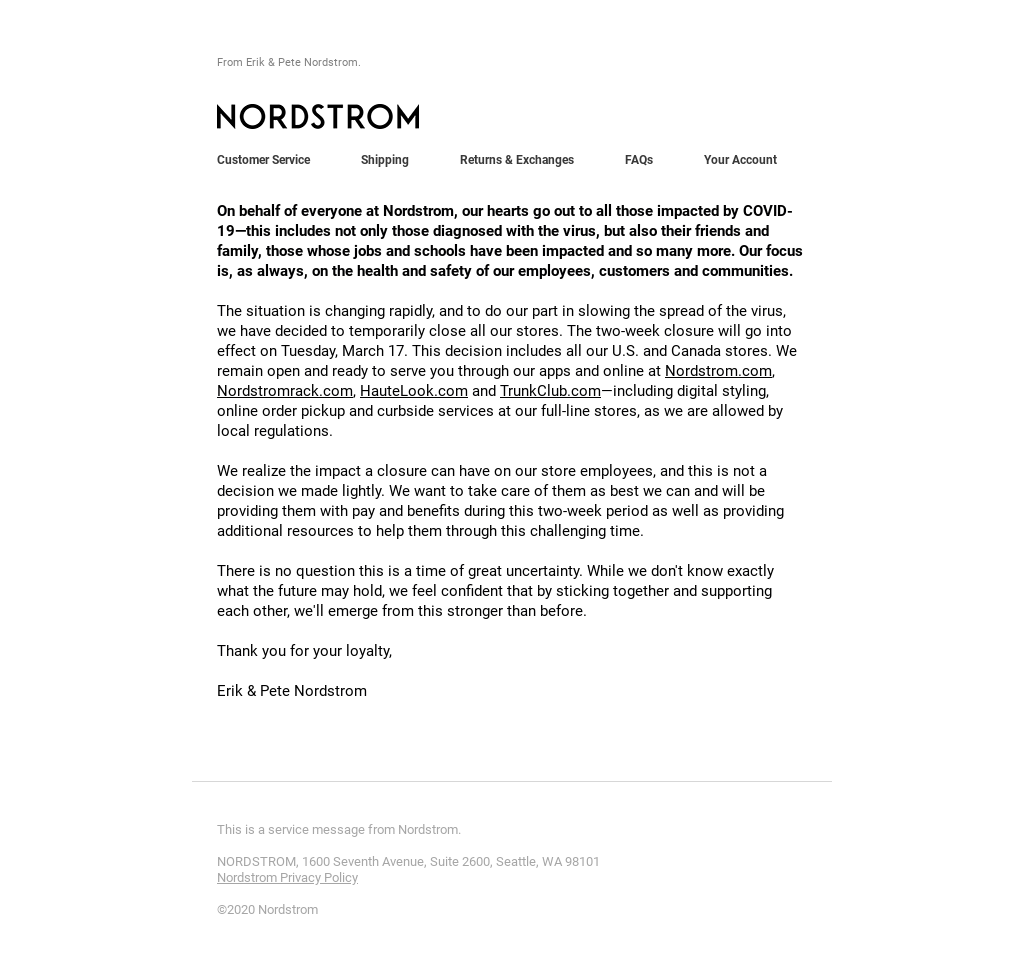 From Erik & Pete Nordstrom.
NORDSTROM
Customer Service Shipping Returns & Exchanges FAQs Your Account
On behalf of everyone at Nordstrom, our hearts go out to all those impacted by COVID-
19—this includes not only those diagnosed with the virus, but also their friends and
family, those whose jobs and schools have been impacted and so many more. Our focus
is, as always, on the health and safety of our employees, customers and communities.
The situation is changing rapidly, and to do our part in slowing the spread of the virus,
we have decided to temporarily close all our stores. The two-week closure will go into
effect on Tuesday, March 17. This decision includes all our U.S. and Canada stores. We
remain open and ready to serve you through our apps and online at Nordstrom.com,
Nordstromrack.com, HauteLook.com and TrunkClub.com—including digital styling,
online order pickup and curbside services at our full-line stores, as we are allowed by
local regulations.
We realize the impact a closure can have on our store employees, and this is not a
decision we made lightly. We want to take care of them as best we can and will be
providing them with pay and benefits during this two-week period as well as providing
additional resources to help them through this challenging time.
There is no question this is a time of great uncertainty. While we don't know exactly
what the future may hold, we feel confident that by sticking together and supporting
each other, we'll emerge from this stronger than before.
Thank you for your loyalty,
Erik & Pete Nordstrom
This is a service message from Nordstrom.
NORDSTROM, 1600 Seventh Avenue, Suite 2600, Seattle, WA 98101
Nordstrom Privacy Policy
©2020 Nordstrom